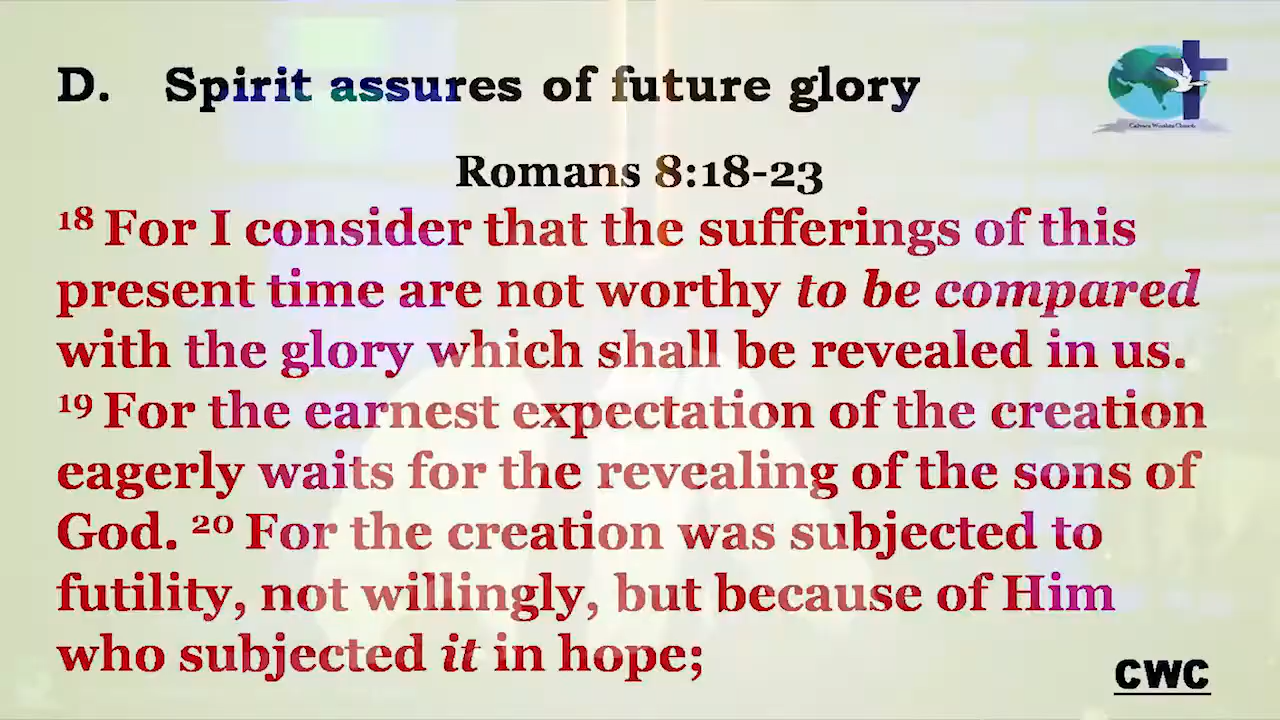 D. Spirit assures of future glory
Romans 8:18-23
18 For I consider that the sufferings of this
present time are not worthy to be compared
with the glory which shall be revealed in us.
19 For the earnest expectation of the creation
eagerly waits for the revealing of the sons of
God. 20 For the creation was subjected to
futility, not willingly, but because of Him
who subjected it in hope;
CWC